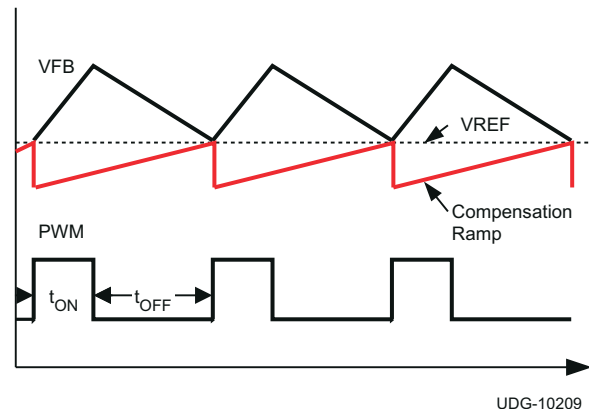 VFB
VREF
Compensation
Ramp
PWM
tON
tOFF
UDG-10209